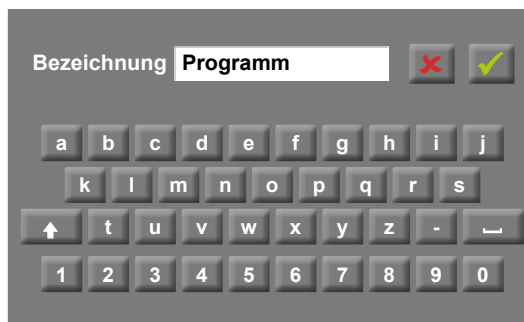 Bezeichnung Programm
a b c d e f g h i j
k l m n o p q r s
t u v w x y z -
1 2 3 4 5 6 7 8 9 0